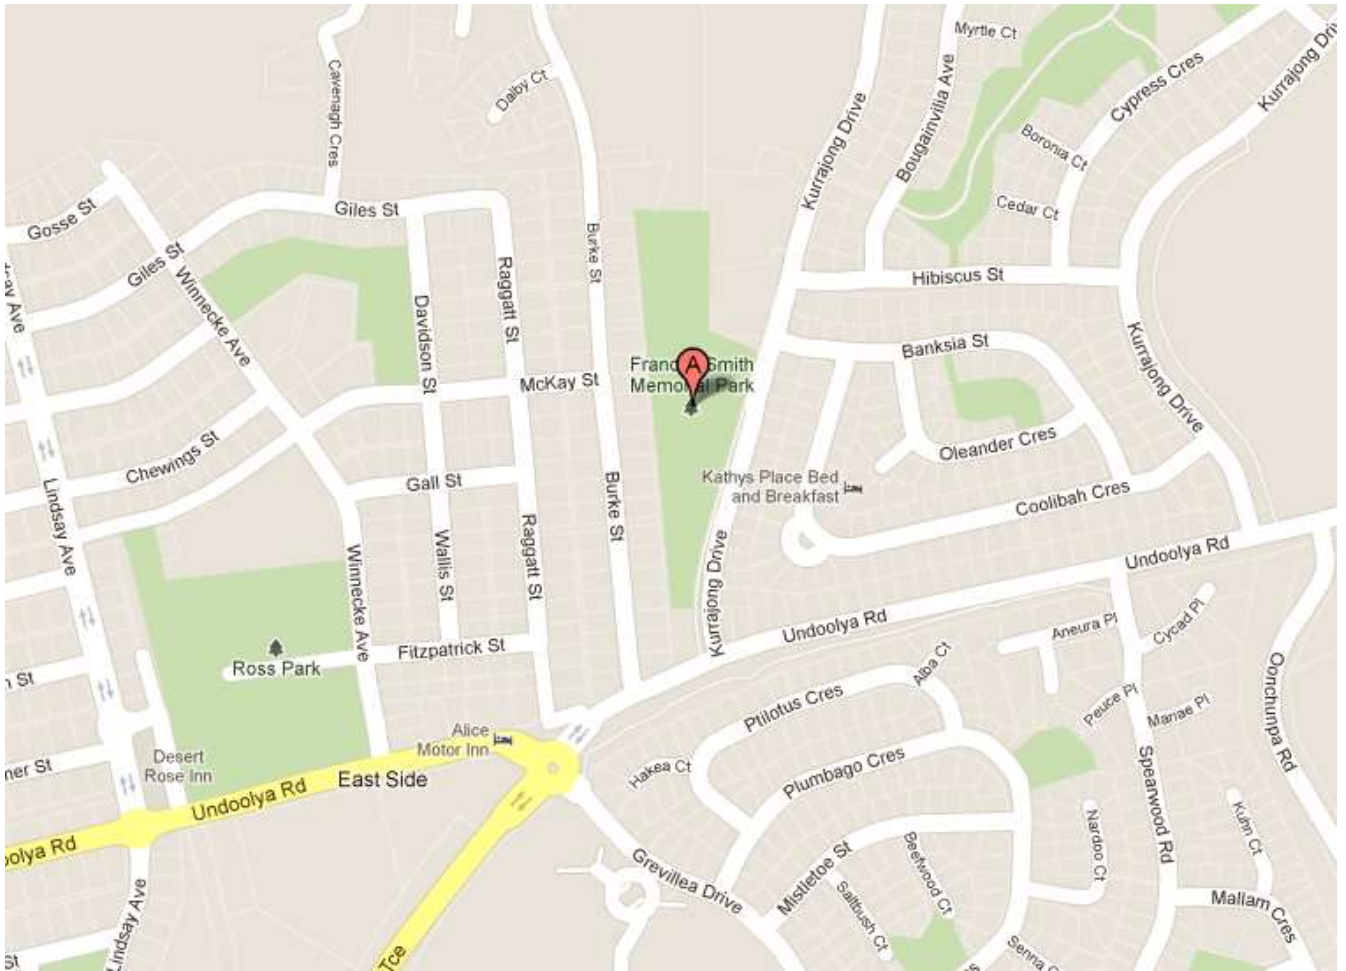 Myrtle Ct
Cavenagh Cres
Dalby Ct
Kurrajong Drive
Bougainvilia Ave
Cypress Cres
Kurrajong Driv
Boronia Ct
Cedar Ct
Gosse St
Giles St
Giles St
Burke St
Hibiscus St
Winnecke Ave
Raggatt St
Davidson St
Banksia St
Kurrajong Drive
A
Smith
McKay St
Oleander Cres
Chewings St
Kathys Place Bed
and Breakfast
Gall St
Burke St
Coolibah Cres
Lindsay Ave
Winnecke Ave
Wallis St
Raggatt St
Kurrajong Drive
Undoolya Rd
Undoolya Rd
Aneura Pl
Cycad Pl
Fitzpatrick St
Ross Park
Alba Ct
Ptilotus Cres
Peuce Pl
Oonchunpa Rd
Alice
Motor Inn
Desert
Rose Inn
Hakea Ct
Plumbago Cres
Spearwood Rd
East Side
Undoolya Rd
oolya Rd
Nardoo Ct
Kuhn Ct
Grevillea Drive
Mistletoe St
Beefwood Ct
Saltbush Ct
Mallam Cres
Lindsay Ave
Tce
Senna
St